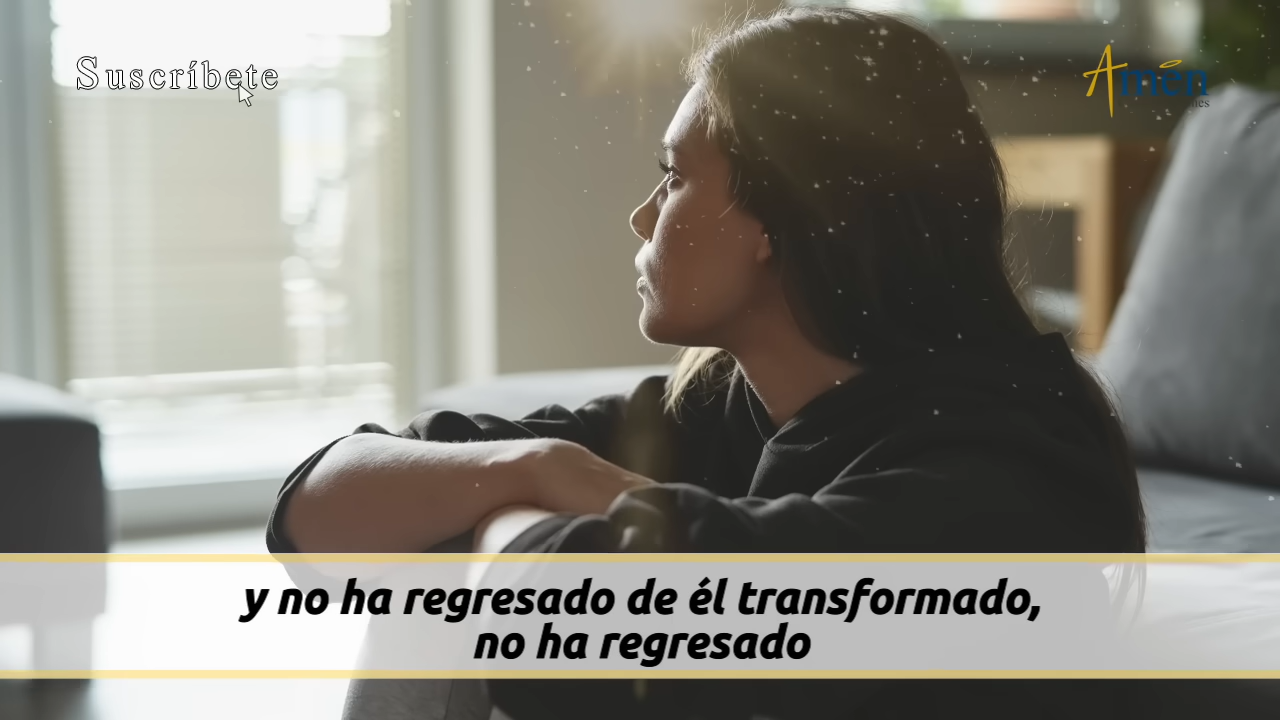 Suscríbete
Amén
y no ha regresado de él transformado,
no ha regresado